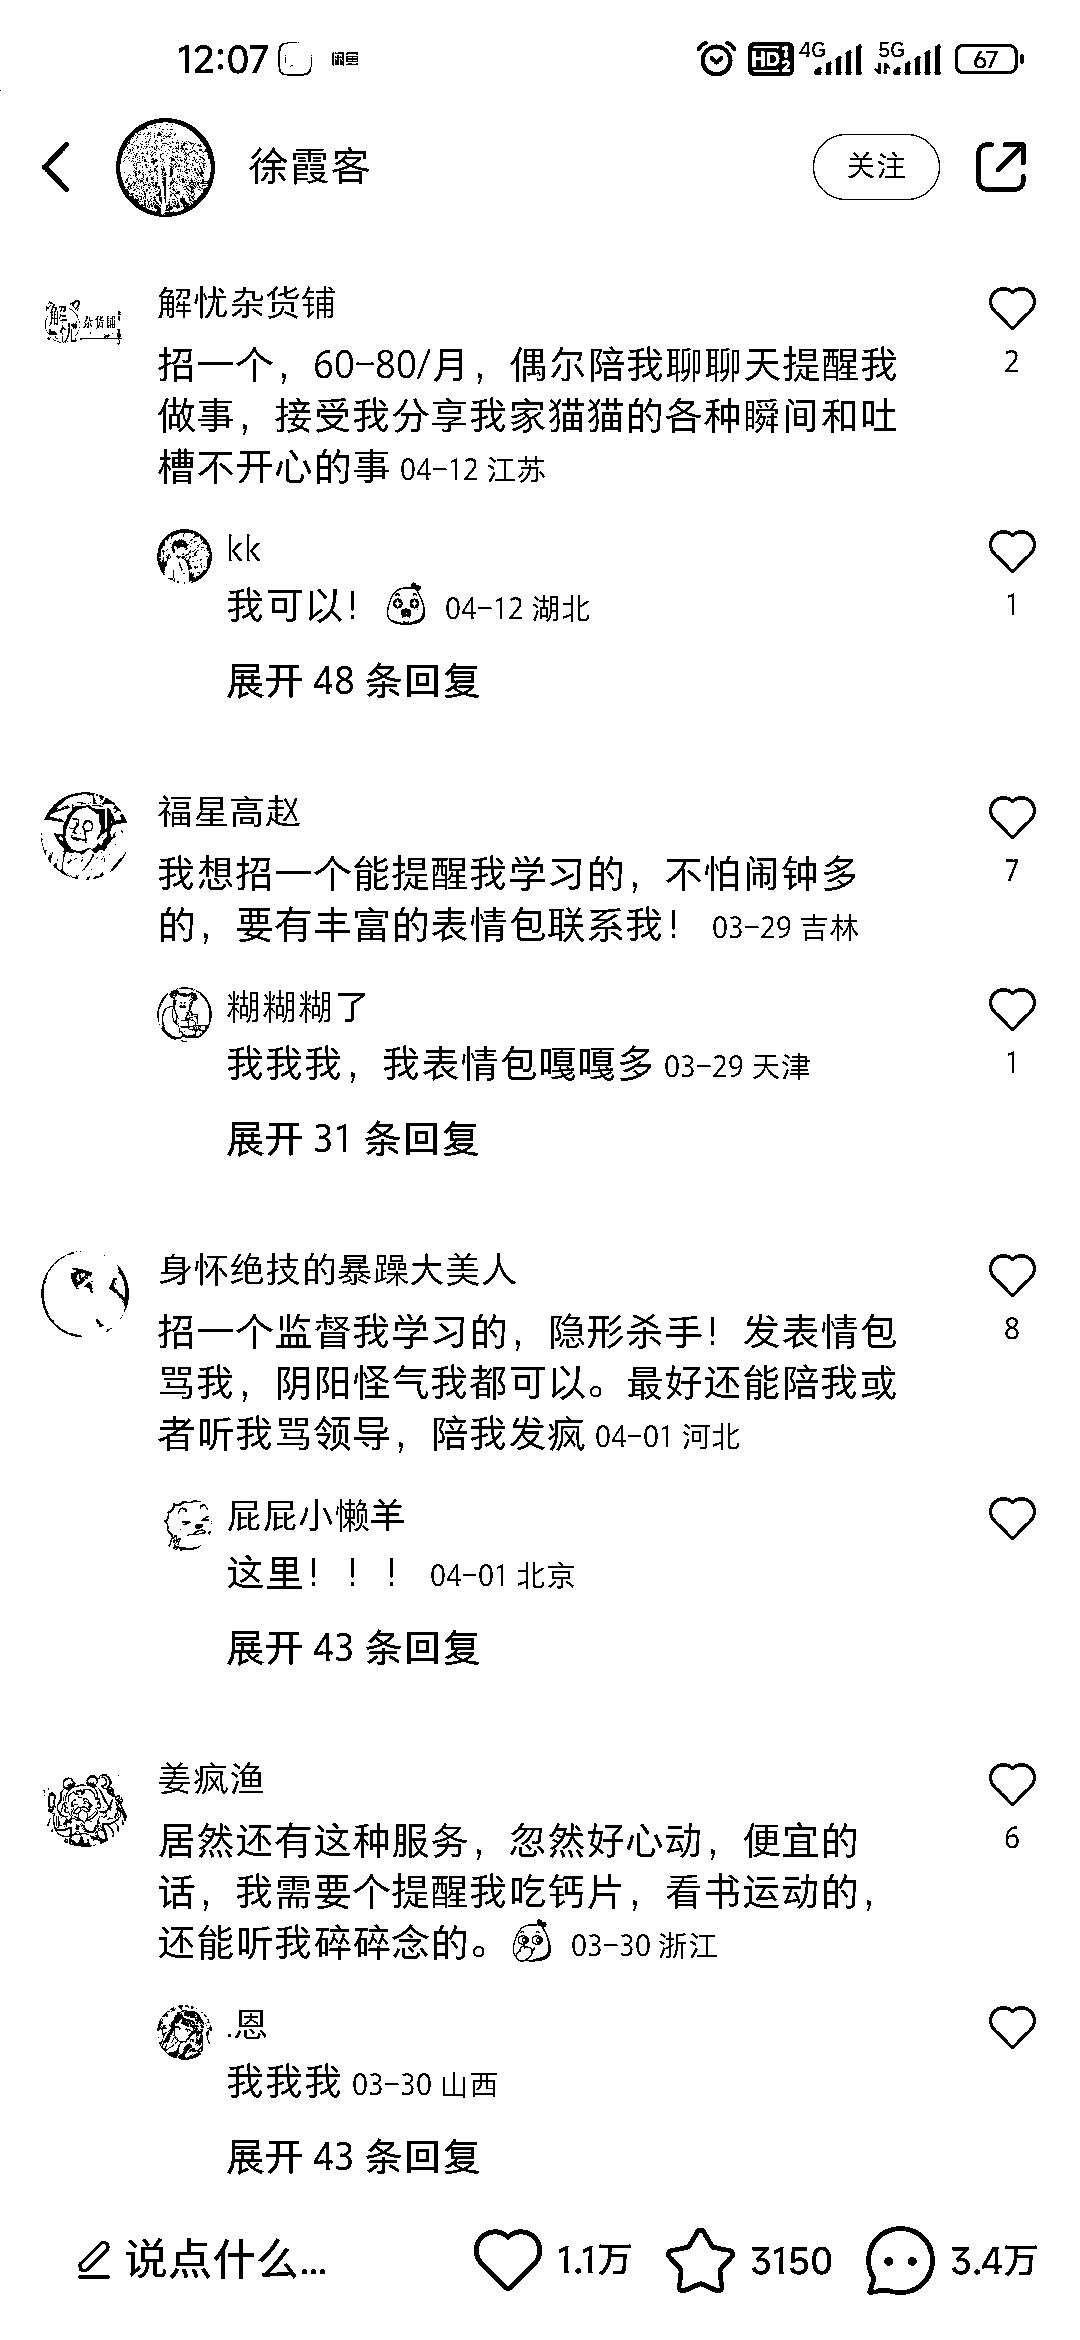 12:07 闲鱼 HD 1 2 4G 5G 67
徐霞客 关注
解忧杂货铺
解忧杂货铺
招一个，60-80/月，偶尔陪我聊聊天提醒我
做事，接受我分享我家猫猫的各种瞬间和吐
槽不开心的事 04-12 江苏
2
kk
我可以！ 04-12 湖北
1
展开 48 条回复
福星高赵
我想招一个能提醒我学习的，不怕闹钟多
的，要有丰富的表情包联系我！ 03-29 吉林
7
糊糊糊了
我我我，我表情包嘎嘎多 03-29 天津
1
展开 31 条回复
身怀绝技的暴躁大美人
招一个监督我学习的，隐形杀手！发表情包
骂我，阴阳怪气我都可以。最好还能陪我或
者听我骂领导，陪我发疯 04-01 河北
8
屁屁小懒羊
这里！！！ 04-01 北京
展开 43 条回复
姜疯渔
居然还有这种服务，忽然好心动，便宜的
话，我需要个提醒我吃钙片，看书运动的，
还能听我碎碎念的。 03-30 浙江
6
.恩
我我我 03-30 山西
展开 43 条回复
说点什么... 1.1万 3150 3.4万